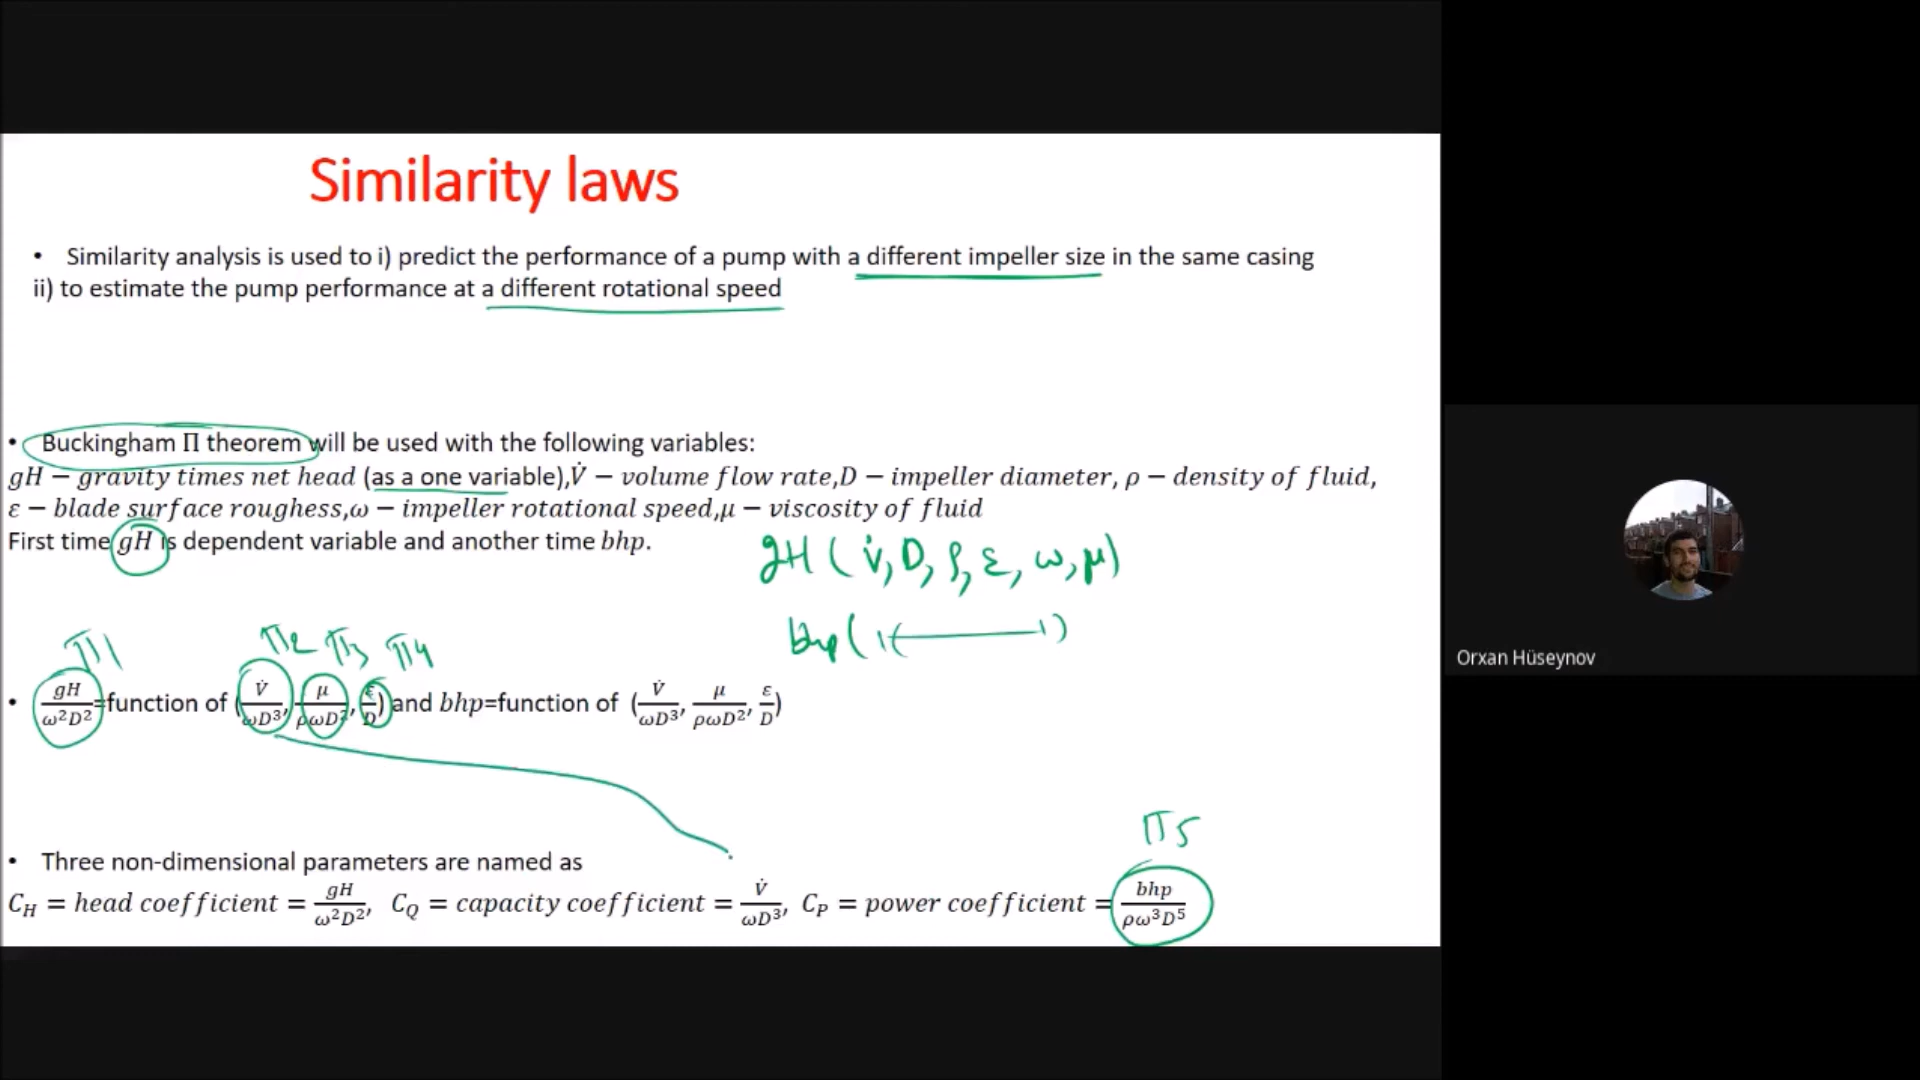 Similarity laws
• Similarity analysis is used to i) predict the performance of a pump with a different impeller size in the same casing
ii) to estimate the pump performance at a different rotational speed
• Buckingham Π theorem will be used with the following variables:
gH − gravity times net head (as a one variable),V̇ − volume flow rate,D − impeller diameter, ρ − density of fluid,
ε − blade surface roughess,ω − impeller rotational speed,μ − viscosity of fluid
First time gH is dependent variable and another time bhp.
gH ( V̇, D, ρ, ε, ω, μ)
bhp ( )
π1 π2 π3 π4
• gH/ω²D²=function of (V̇/ωD³, μ/ρωD², ε/D) and bhp=function of (V̇/ωD³, μ/ρωD², ε/D)
π5
• Three non-dimensional parameters are named as
C_H = head coefficient = gH/ω²D², C_Q = capacity coefficient = V̇/ωD³, C_P = power coefficient = bhp/ρω³D⁵
Orxan Hüseynov